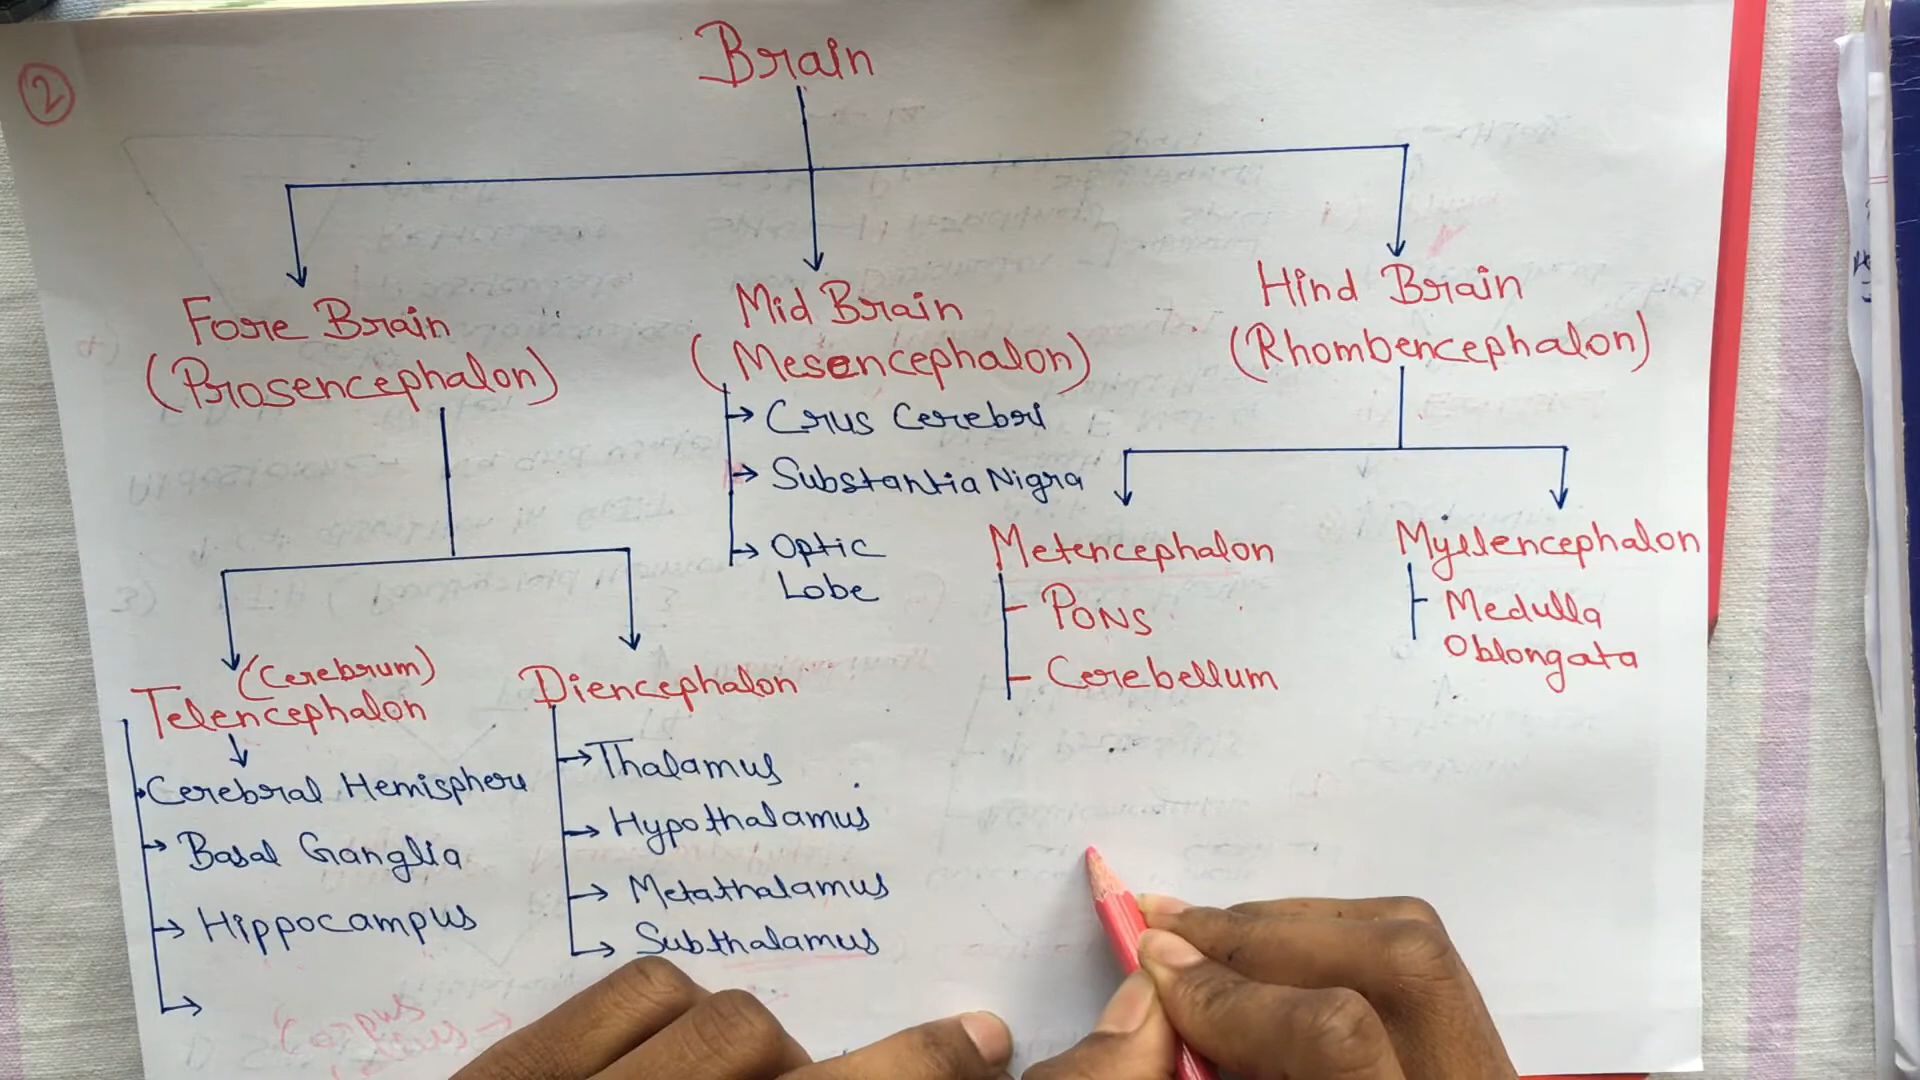 2
Brain
Fore Brain
(Prosencephalon)
Mid Brain
(Mesencephalon)
Crus Cerebri
Substantia Nigra
Optic
Lobe
Hind Brain
(Rhombencephalon)
Metencephalon
PONS
Cerebellum
Myelencephalon
Medulla
Oblongata
(Cerebrum)
Telencephalon
Cerebral Hemisphere
Basal Ganglia
Hippocampus
Diencephalon
Thalamus
Hypothalamus
Metathalamus
Subthalamus